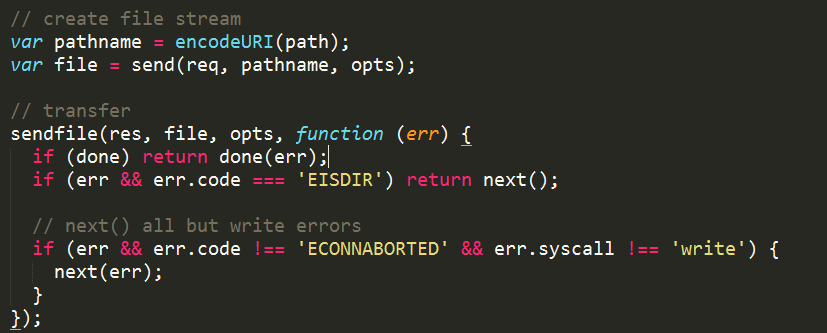 // create file stream
var pathname = encodeURI(path);
var file = send(req, pathname, opts);

// transfer
sendfile(res, file, opts, function (err) {
  if (done) return done(err);
  if (err && err.code === 'EISDIR') return next();

  // next() all but write errors
  if (err && err.code !== 'ECONNABORTED' && err.syscall !== 'write') {
    next(err);
  }
});